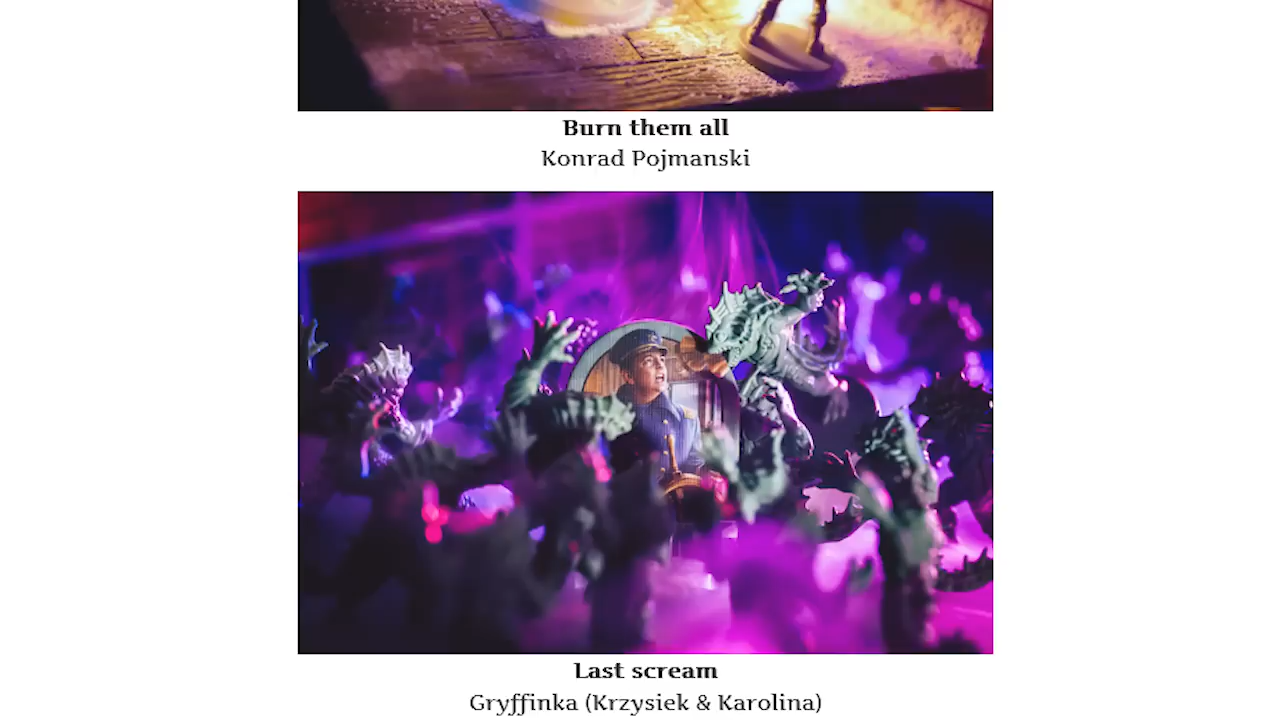 Burn them all
Konrad Pojmanski
Last scream
Gryffinka (Krzysiek & Karolina)